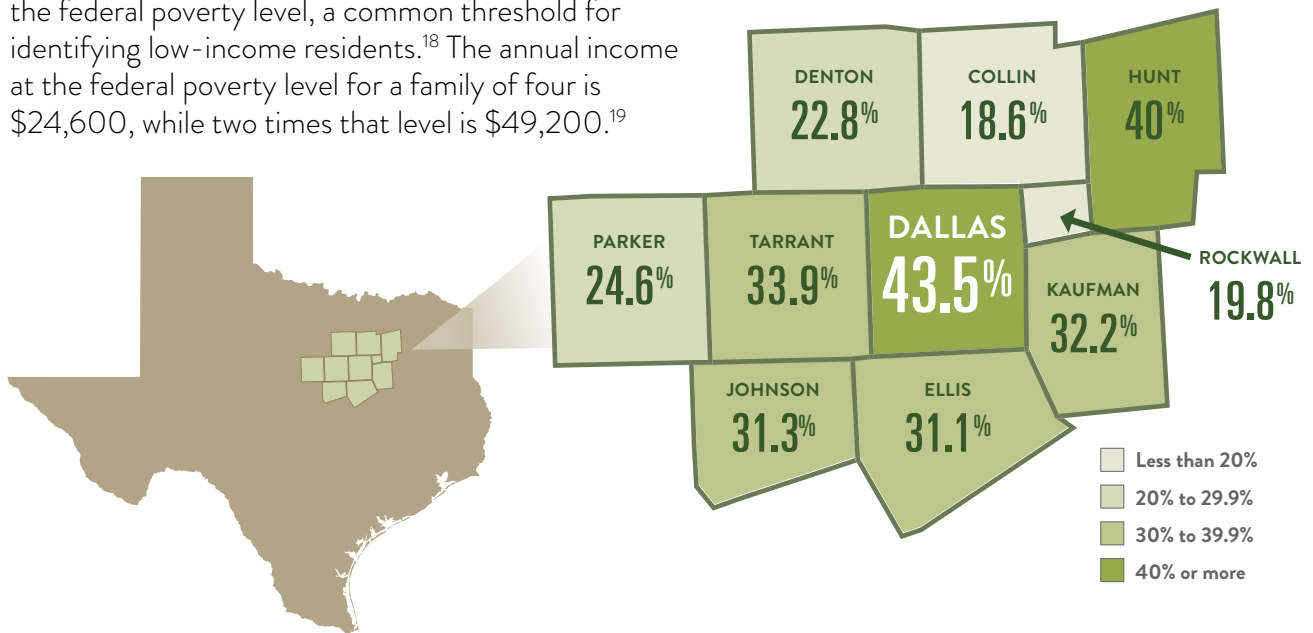 the federal poverty level, a common threshold for
identifying low-income residents.¹⁸ The annual income
at the federal poverty level for a family of four is
$24,600, while two times that level is $49,200.¹⁹
DENTON
22.8%
COLLIN
18.6%
HUNT
40%
PARKER
24.6%
TARRANT
33.9%
DALLAS
43.5%
ROCKWALL
19.8%
KAUFMAN
32.2%
JOHNSON
31.3%
ELLIS
31.1%
Less than 20%
20% to 29.9%
30% to 39.9%
40% or more